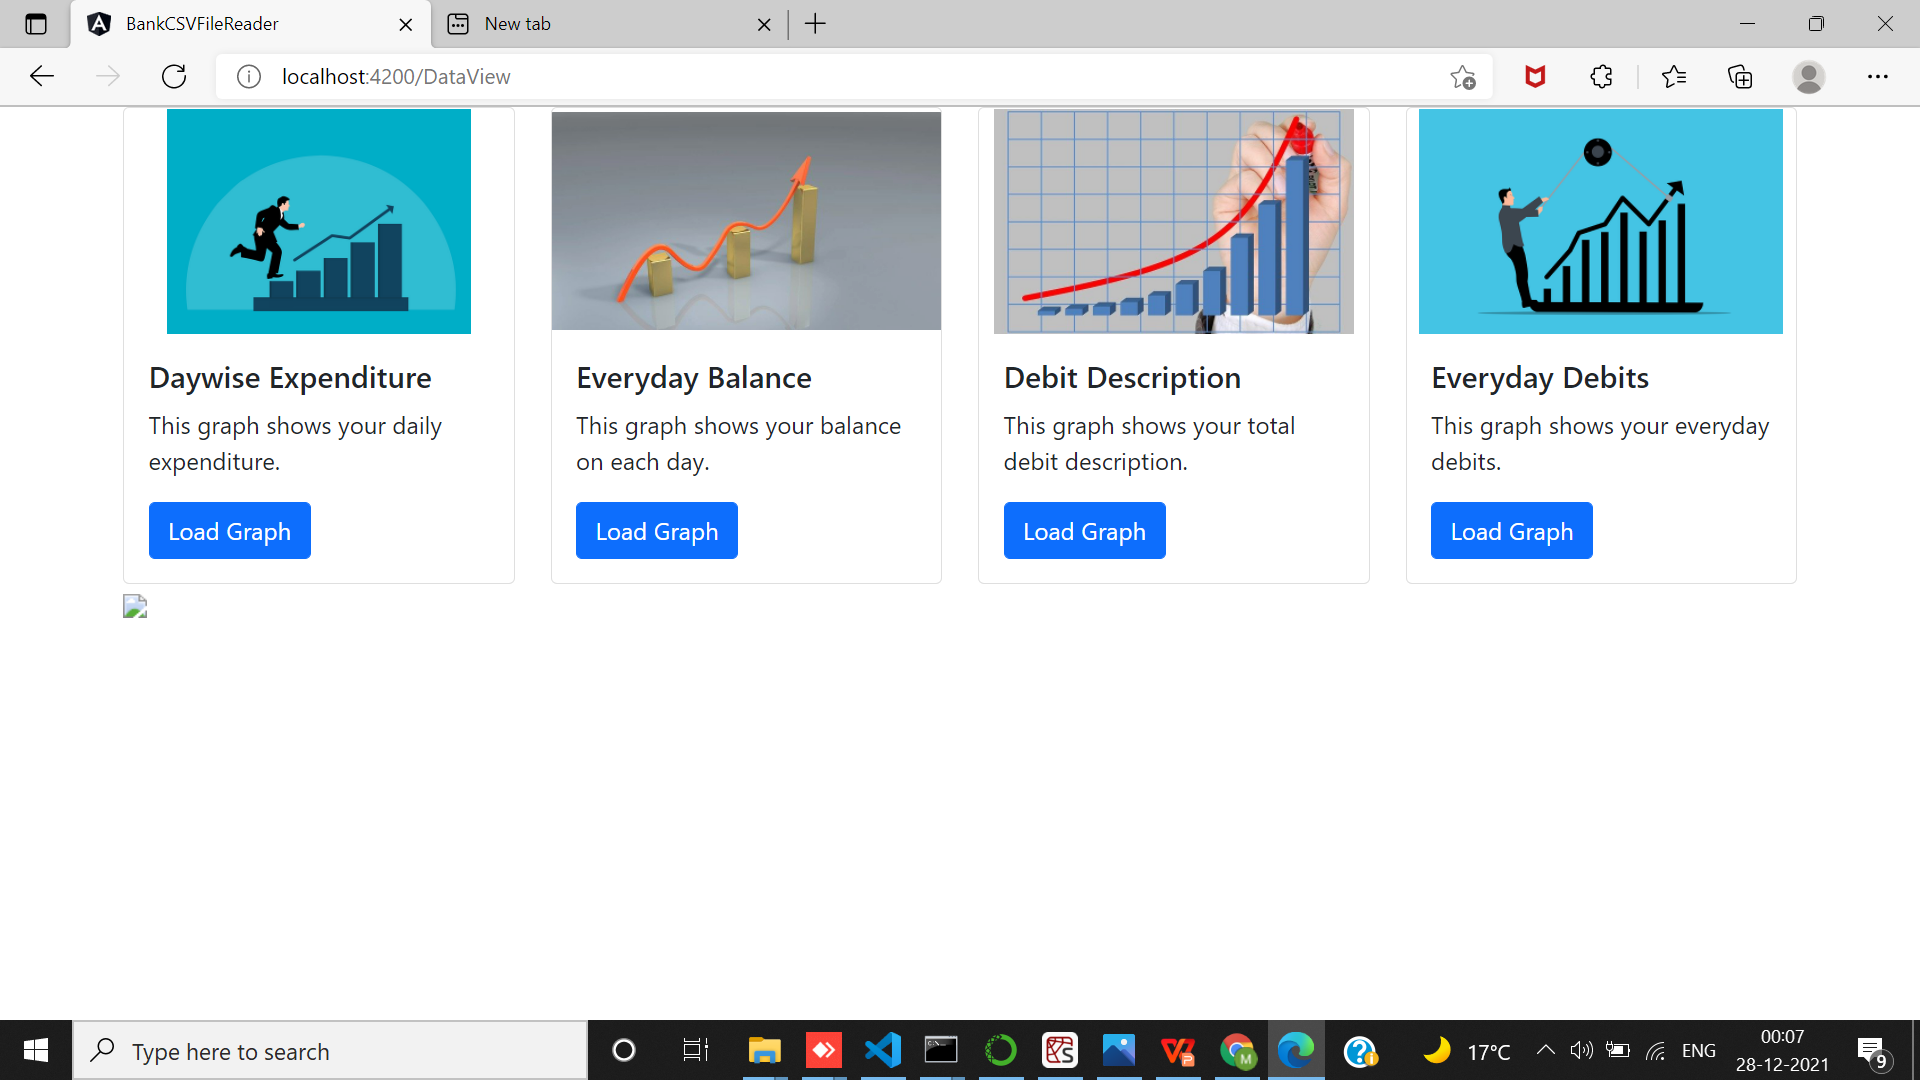 BankCSVFileReader
New tab
localhost:4200/DataView
Daywise Expenditure
This graph shows your daily
expenditure.
Load Graph
Everyday Balance
This graph shows your balance
on each day.
Load Graph
Debit Description
This graph shows your total
debit description.
Load Graph
Everyday Debits
This graph shows your everyday
debits.
Load Graph
Type here to search
M
17°C
ENG
00:07
28-12-2021
9